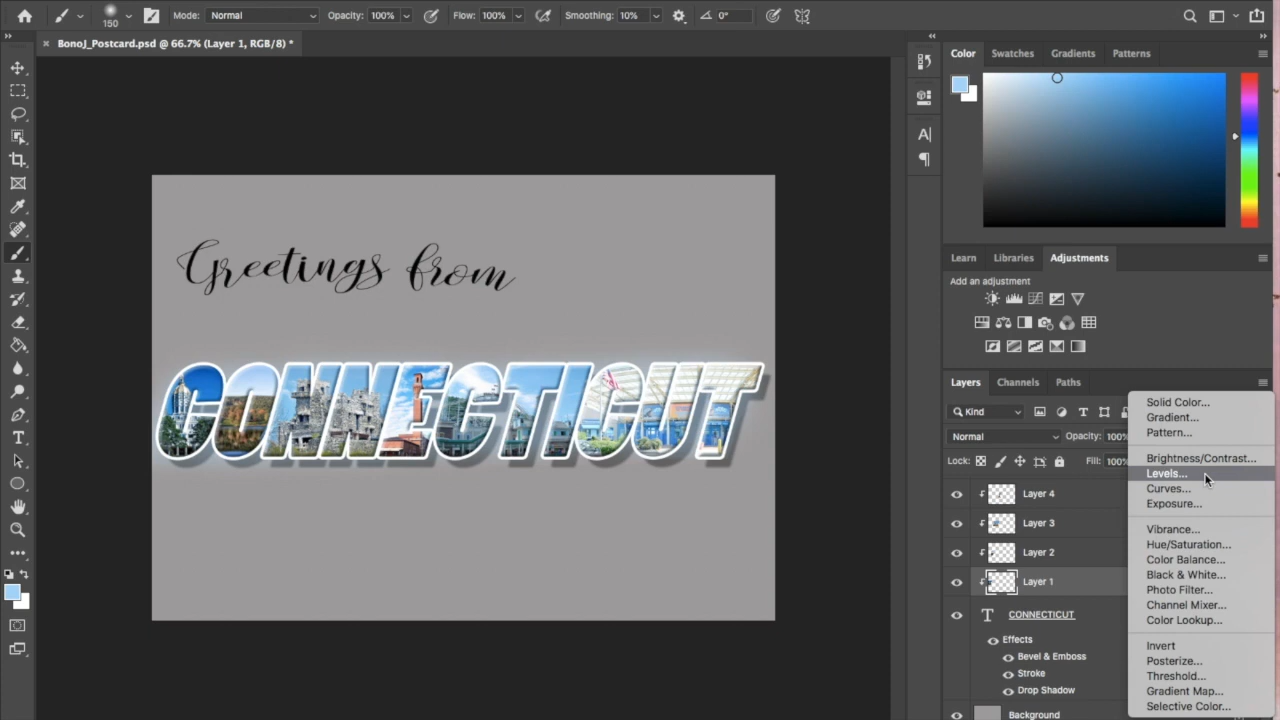 150 Mode: Normal Opacity: 100% Flow: 100% Smoothing: 10% 0°
BonoJ_Postcard.psd @ 66.7% (Layer 1, RGB/8) *
Color Swatches Gradients Patterns
Greetings from
CONNECTICUT
Learn Libraries Adjustments
Add an adjustment
Layers Channels Paths
Kind
Normal Opacity: 100%
Lock: Fill: 100%
Layer 4
Layer 3
Layer 2
Layer 1
CONNECTICUT
Effects
Bevel & Emboss
Stroke
Drop Shadow
Background
Solid Color...
Gradient...
Pattern...
Brightness/Contrast...
Levels...
Curves...
Exposure...
Vibrance...
Hue/Saturation...
Color Balance...
Black & White...
Photo Filter...
Channel Mixer...
Color Lookup...
Invert
Posterize...
Threshold...
Gradient Map...
Selective Color...